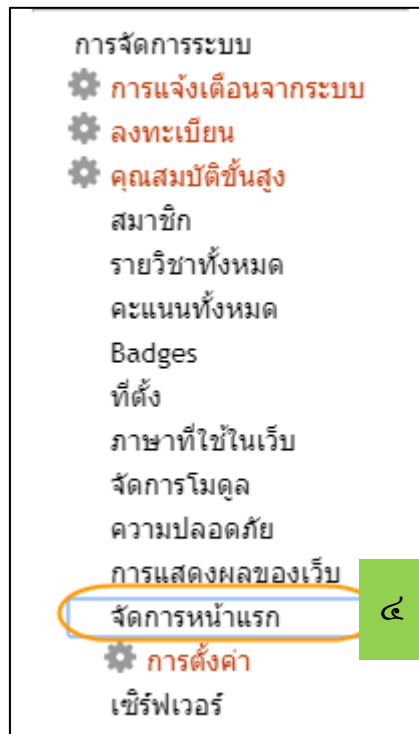 การจัดการระบบ
การแจ้งเตือนจากระบบ
ลงทะเบียน
คุณสมบัติขั้นสูง
สมาชิก
รายวิชาทั้งหมด
คะแนนทั้งหมด
Badges
ที่ตั้ง
ภาษาที่ใช้ในเว็บ
จัดการโมดูล
ความปลอดภัย
การแสดงผลของเว็บ
จัดการหน้าแรก ๔
การตั้งค่า
เซิร์ฟเวอร์